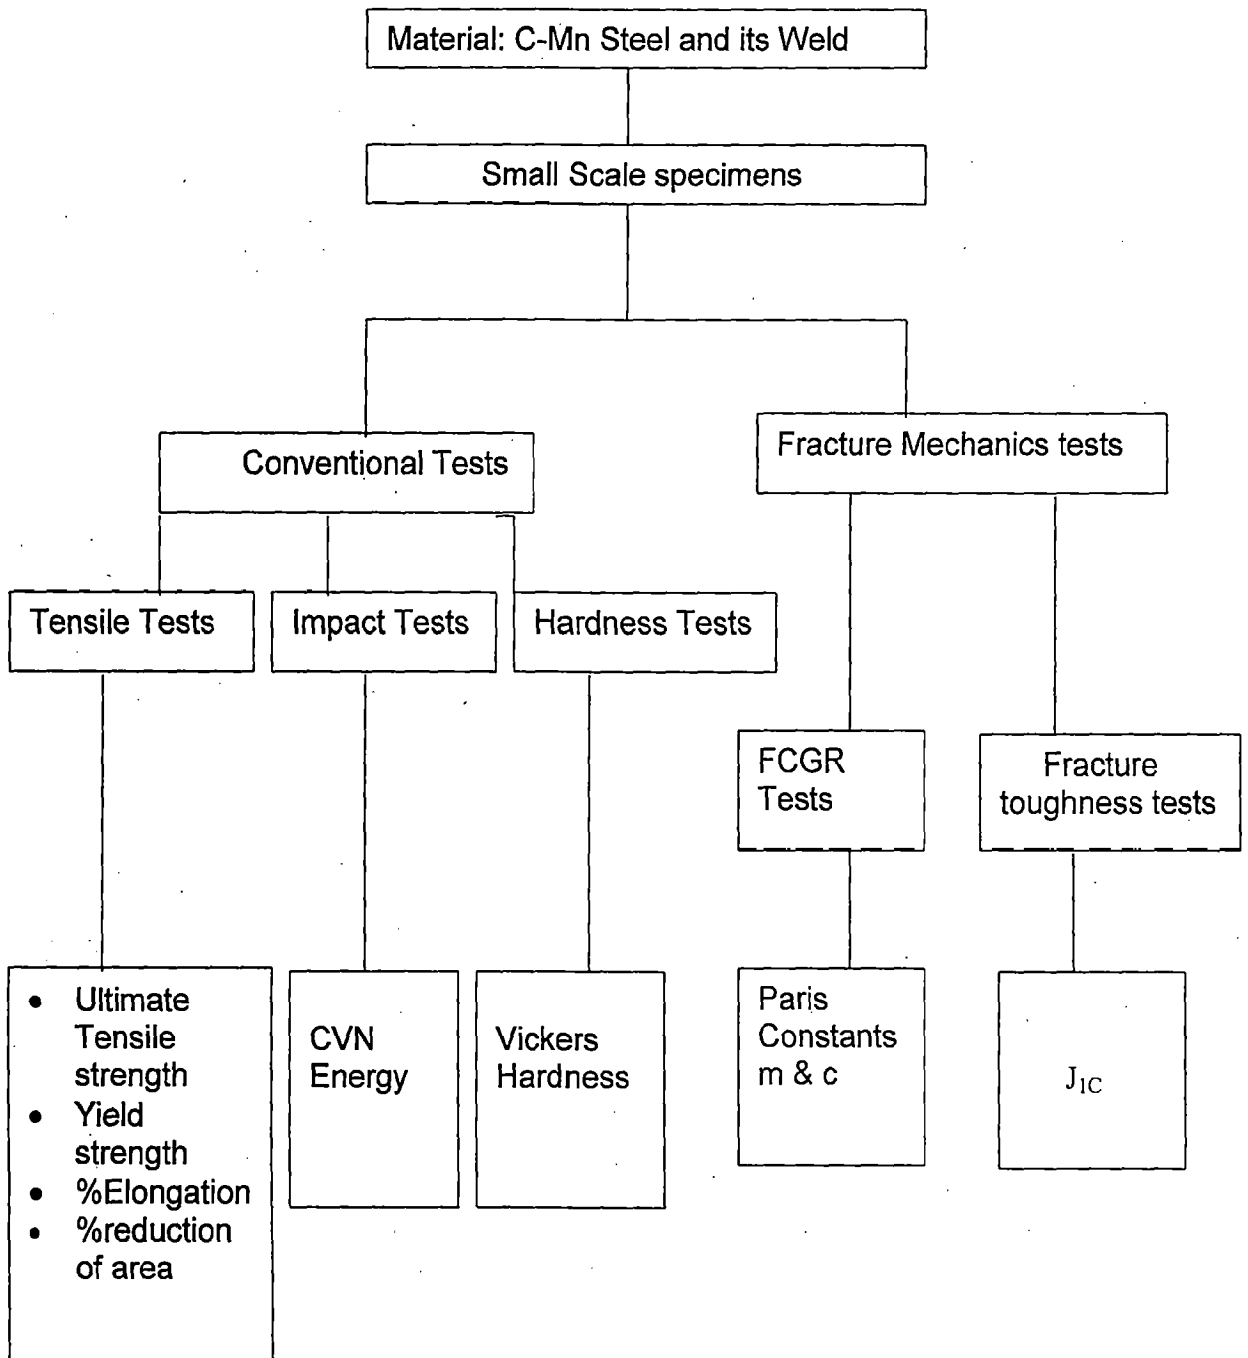 Material: C-Mn Steel and its Weld
Small Scale specimens
Conventional Tests
Fracture Mechanics tests
Tensile Tests
Impact Tests
Hardness Tests
FCGR
Tests
Fracture
toughness tests
• Ultimate
Tensile
strength
• Yield
strength
• %Elongation
• %reduction
of area
CVN
Energy
Vickers
Hardness
Paris
Constants
m & c
J1C